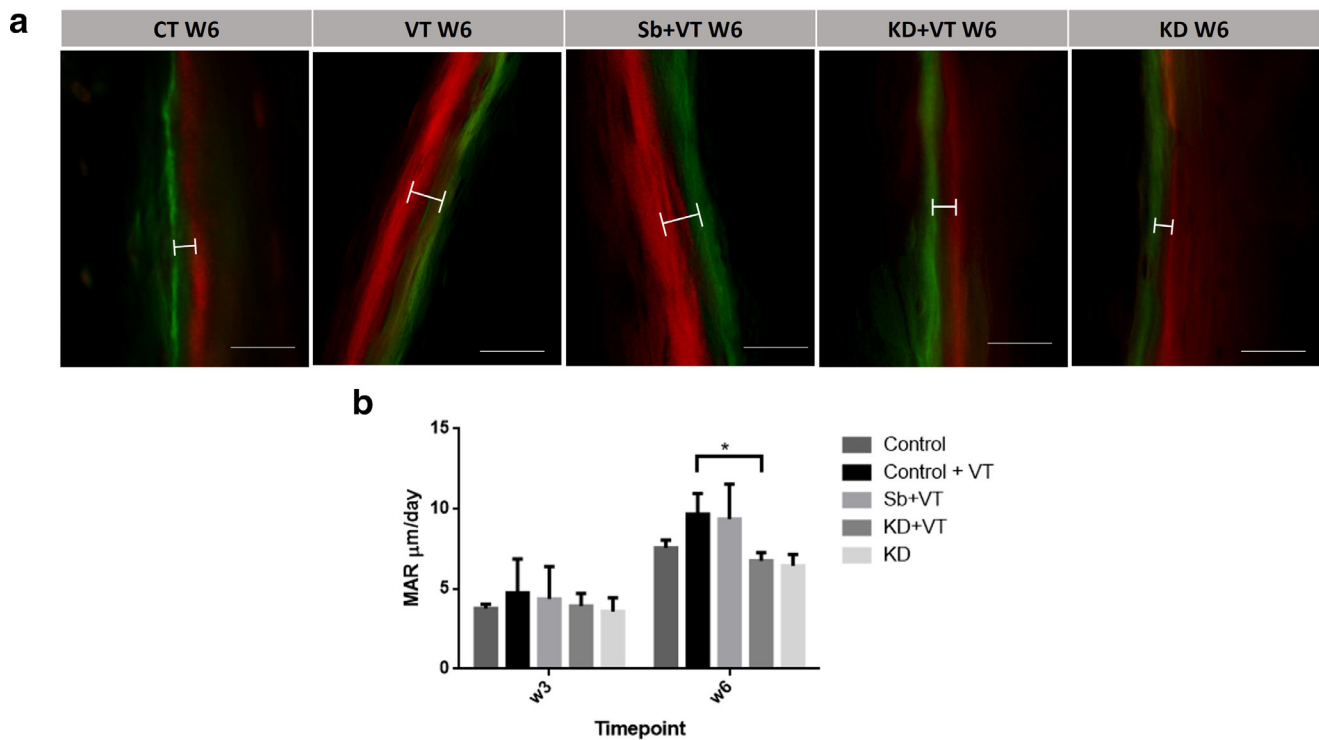 a
CT W6 VT W6 Sb+VT W6 KD+VT W6 KD W6
b
15
10
5
0
MAR μm/day
*
w3 w6
Timepoint
Control
Control + VT
Sb+VT
KD+VT
KD